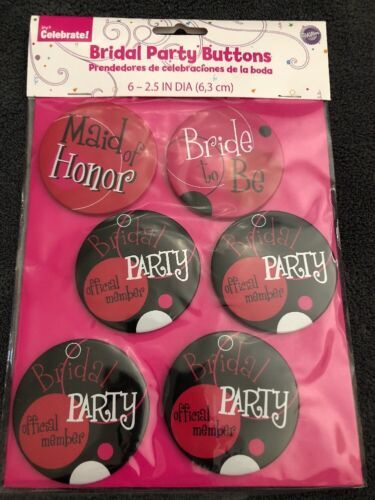 Celebrate!
Wilton
Bridal Party Buttons
Prendedores de celebraciones de la boda
6 – 2.5 IN DIA (6,3 cm)
Maid of
Honor
Bride
to Be
Bridal
PARTY
official
member
Bridal
PARTY
official
member
Bridal
PARTY
official
member
Bridal
PARTY
official
member